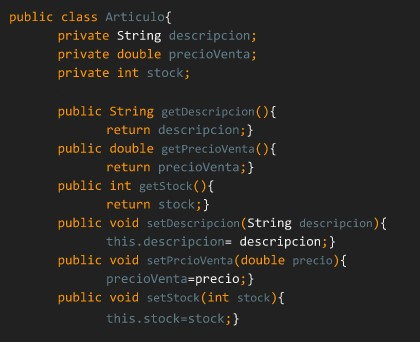 public class Articulo{
private String descripcion;
private double precioVenta;
private int stock;
public String getDescripcion(){
return descripcion;}
public double getPrecioVenta(){
return precioVenta;}
public int getStock(){
return stock;}
public void setDescripcion(String descripcion){
this.descripcion= descripcion;}
public void setPrcioVenta(double precio){
precioVenta=precio;}
public void setStock(int stock){
this.stock=stock;}